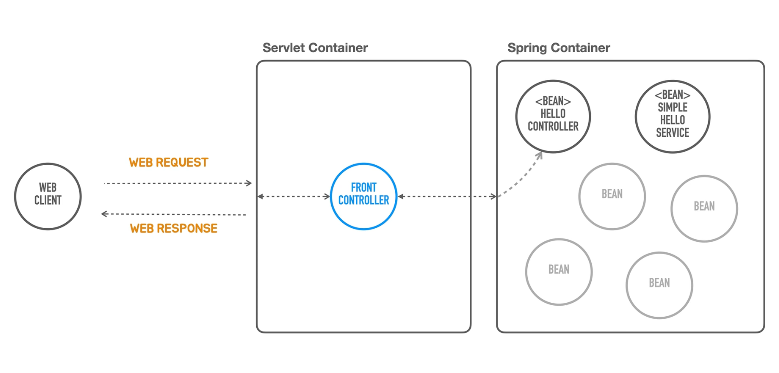 Servlet Container
Spring Container
<BEAN>
HELLO
CONTROLLER
<BEAN>
SIMPLE
HELLO
SERVICE
WEB REQUEST
WEB
CLIENT
FRONT
CONTROLLER
WEB RESPONSE
BEAN
BEAN
BEAN
BEAN